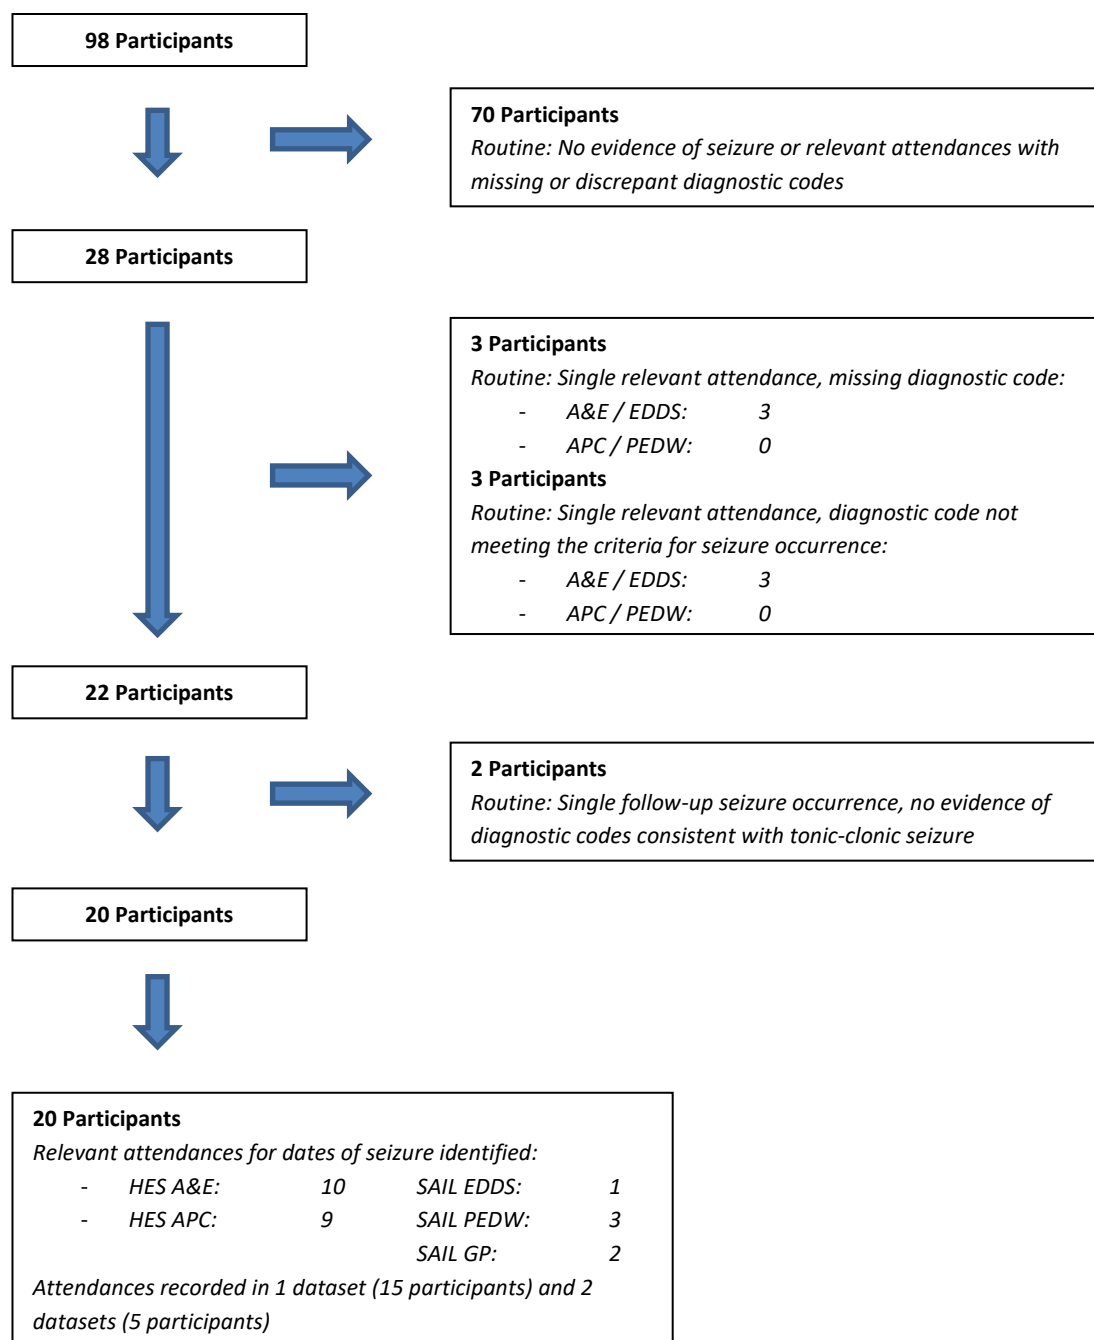 98 Participants
70 Participants
Routine: No evidence of seizure or relevant attendances with
missing or discrepant diagnostic codes
28 Participants
3 Participants
Routine: Single relevant attendance, missing diagnostic code:
- A&E / EDDS: 3
- APC / PEDW: 0
3 Participants
Routine: Single relevant attendance, diagnostic code not
meeting the criteria for seizure occurrence:
- A&E / EDDS: 3
- APC / PEDW: 0
22 Participants
2 Participants
Routine: Single follow-up seizure occurrence, no evidence of
diagnostic codes consistent with tonic-clonic seizure
20 Participants
20 Participants
Relevant attendances for dates of seizure identified:
- HES A&E: 10 SAIL EDDS: 1
- HES APC: 9 SAIL PEDW: 3
SAIL GP: 2
Attendances recorded in 1 dataset (15 participants) and 2
datasets (5 participants)